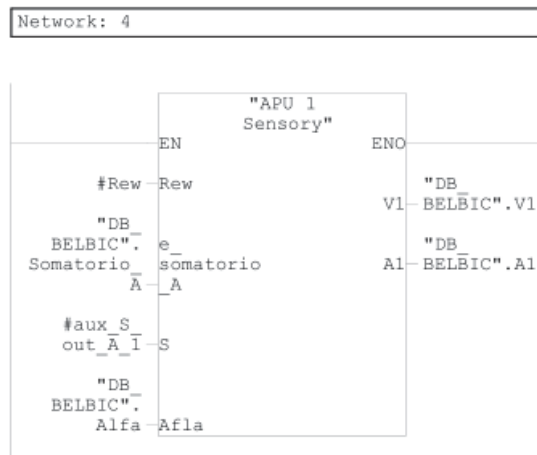 Network: 4
"APU 1
Sensory"
EN
ENO
#Rew
Rew
"DB_
V1
BELBIC".V1
"DB_
BELBIC".
e_
"DB_
Somatorio_
somatorio
A1
BELBIC".A1
A
_A
#aux_S_
out_A_1
S
"DB_
BELBIC".
Alfa
Afla